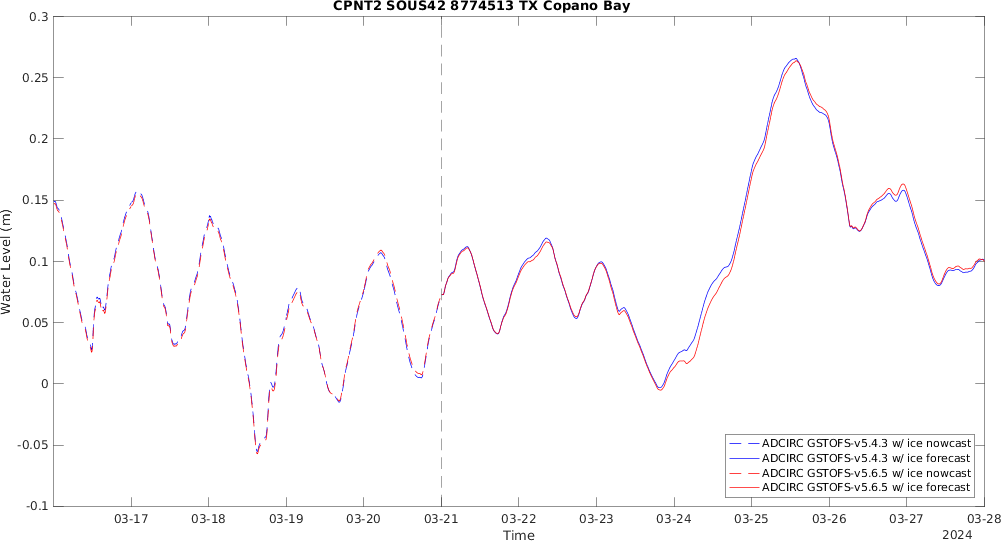 CPNT2 SOUS42 8774513 TX Copano Bay
0.3
0.25
0.2
0.15
0.1
0.05
0
-0.05
-0.1
Water Level (m)
ADCIRC GSTOFS-v5.4.3 w/ ice nowcast
ADCIRC GSTOFS-v5.4.3 w/ ice forecast
ADCIRC GSTOFS-v5.6.5 w/ ice nowcast
ADCIRC GSTOFS-v5.6.5 w/ ice forecast
03-17 03-18 03-19 03-20 03-21 03-22 03-23 03-24 03-25 03-26 03-27 03-28
Time
2024